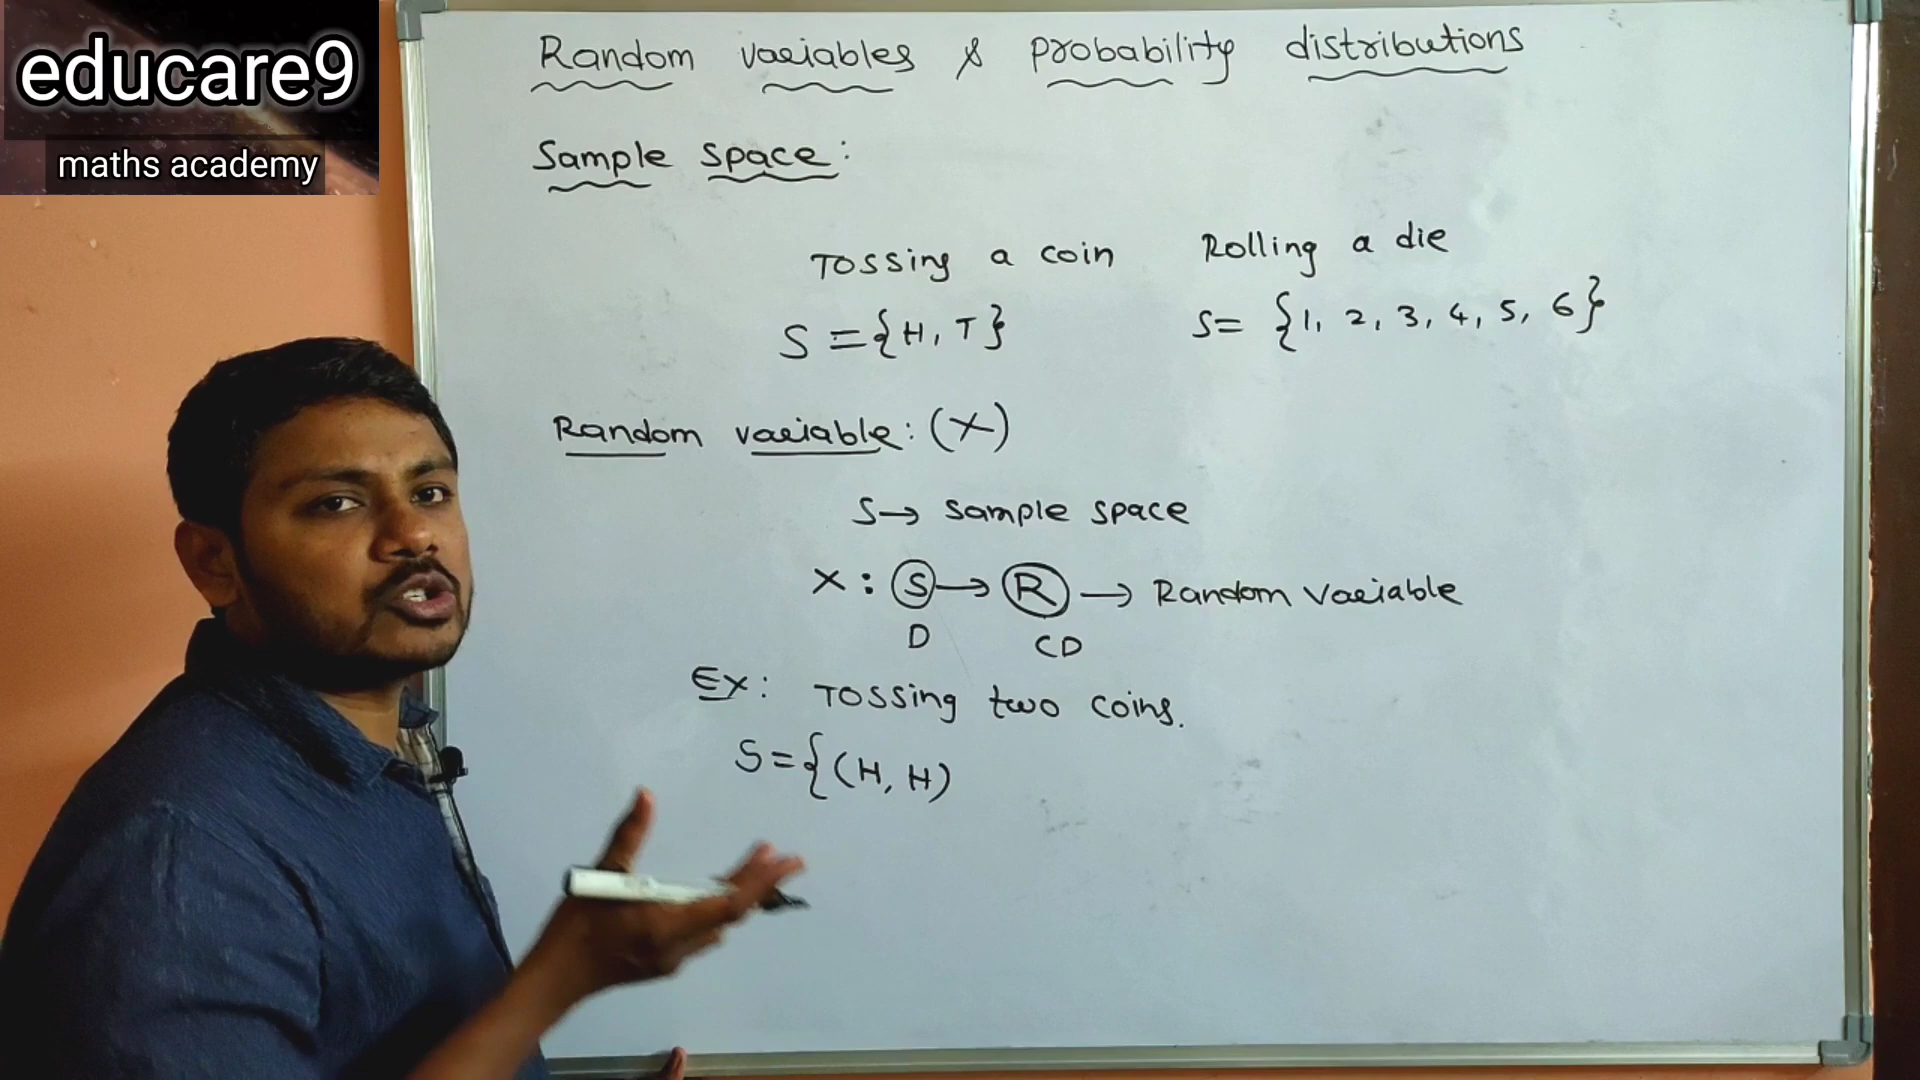 educare9
maths academy
Random variables & probability distributions
Sample space:
Tossing a coin
S = {H, T}
Rolling a die
S= {1, 2, 3, 4, 5, 6}
Random variable: (X)
S→ Sample space
X : S → R → Random Variable
D CD
Ex: Tossing two coins.
S={(H, H)